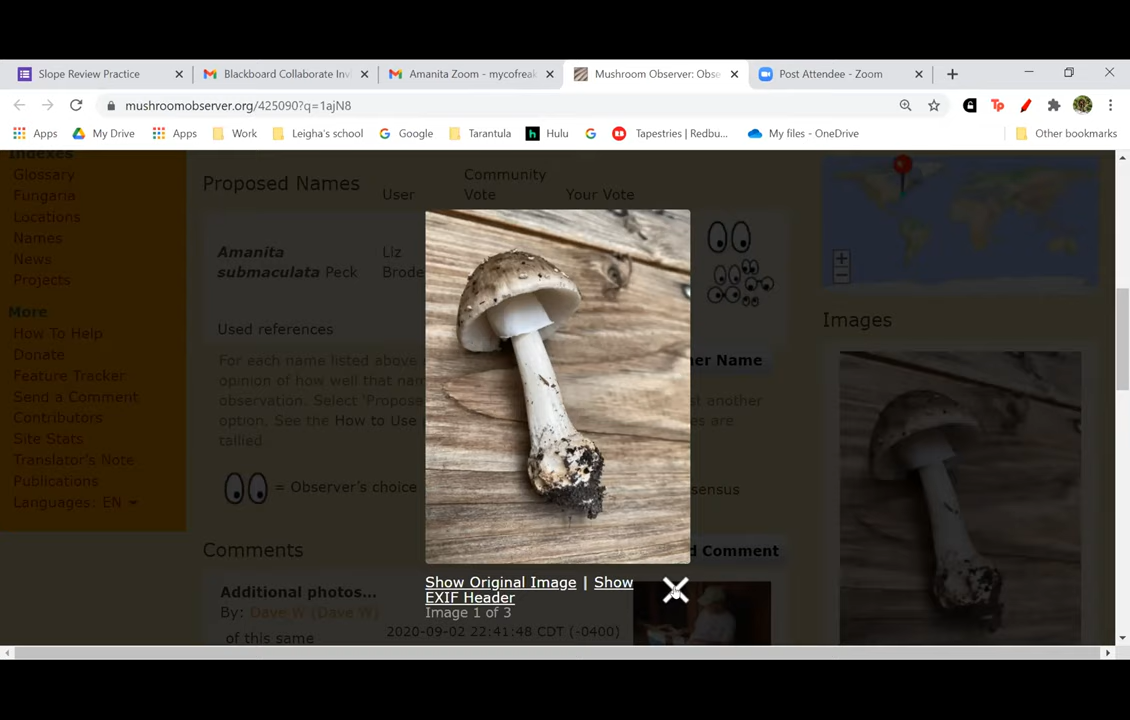 Slope Review Practice
Blackboard Collaborate Inv
Amanita Zoom - mycofreak
Mushroom Observer: Obse
Post Attendee - Zoom
mushroomobserver.org/425090?q=1ajN8
Apps
My Drive
Apps
Work
Leigha's school
Google
Tarantula
Hulu
Tapestries | Redbu...
My files - OneDrive
Other bookmarks
Indexes
Glossary
Fungaria
Locations
Names
News
Projects
More
How To Help
Donate
Feature Tracker
Send a Comment
Contributors
Site Stats
Translator's Note
Publications
Languages: EN
Proposed Names
User
Community
Vote
Your Vote
Amanita
submaculata Peck
Liz
Brode
Used references
For each name listed above
opinion of how well that nam
observation. Select 'Propose
option. See the How to Use
tallied.
er Name
st another
es are
= Observer's choice
sensus
Comments
d Comment
Additional photos...
By: Dave W (Dave W)
of this same
2020-09-02 22:41:48 CDT (-0400)
Show Original Image | Show
EXIF Header
Image 1 of 3
Images